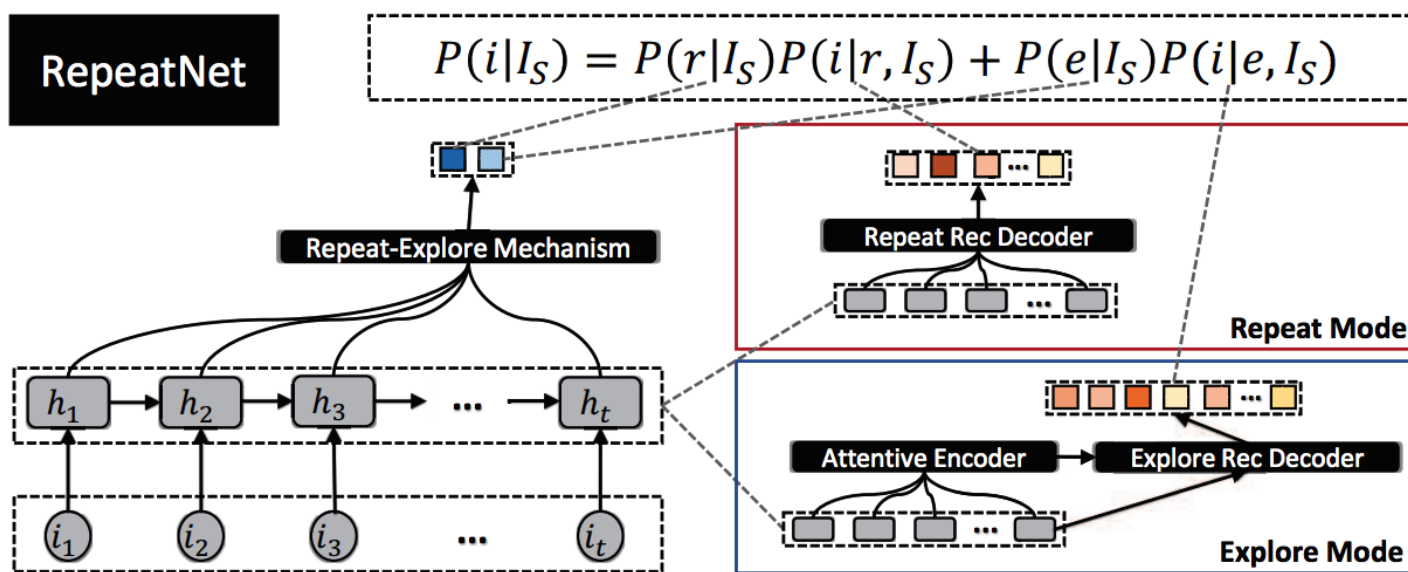 RepeatNet
P(i|I_S) = P(r|I_S)P(i|r, I_S) + P(e|I_S)P(i|e, I_S)
...
Repeat-Explore Mechanism
Repeat Rec Decoder
...
Repeat Mode
h_1 h_2 h_3 ... h_t
...
Attentive Encoder Explore Rec Decoder
...
i_1 i_2 i_3 ... i_t
Explore Mode